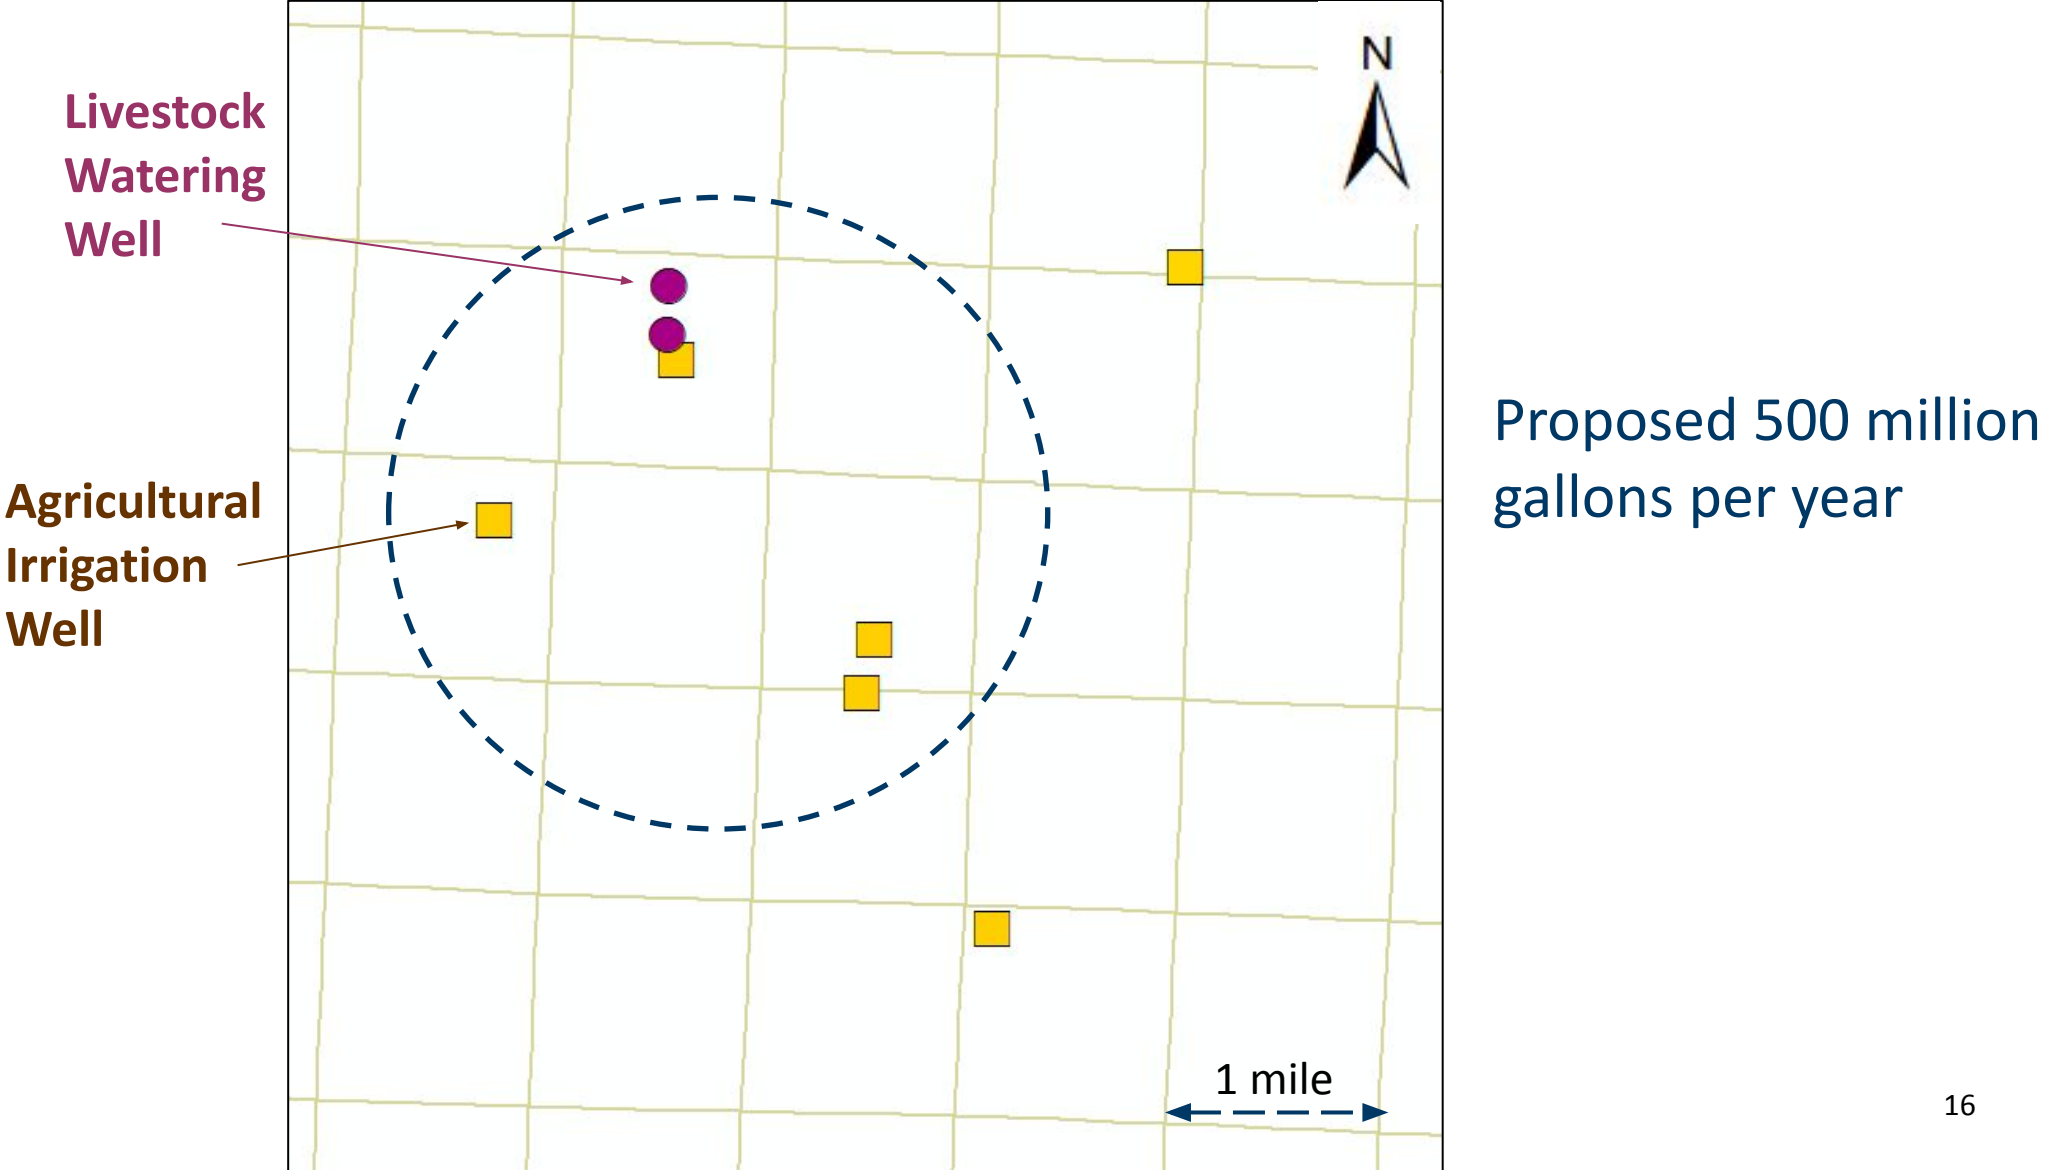 Livestock
Watering
Well
Agricultural
Irrigation
Well
N
1 mile
Proposed 500 million
gallons per year
16